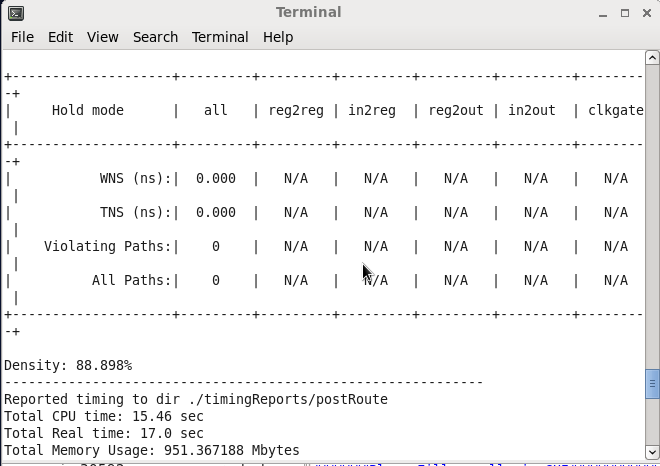 Terminal
File Edit View Search Terminal Help
+--------------------+---------+---------+---------+---------+---------+--------
-+
|     Hold mode      |   all   | reg2reg | in2reg  | reg2out | in2out  | clkgate
 |
+--------------------+---------+---------+---------+---------+---------+--------
-+
|           WNS (ns):|  0.000  |   N/A   |   N/A   |   N/A   |   N/A   |   N/A
 |
|           TNS (ns):|  0.000  |   N/A   |   N/A   |   N/A   |   N/A   |   N/A
 |
|    Violating Paths:|    0    |   N/A   |   N/A   |   N/A   |   N/A   |   N/A
 |
|          All Paths:|    0    |   N/A   |   N/A   |   N/A   |   N/A   |   N/A
 |
+--------------------+---------+---------+---------+---------+---------+--------
-+
Density: 88.898%
------------------------------------------------------------
Reported timing to dir ./timingReports/postRoute
Total CPU time: 15.46 sec
Total Real time: 17.0 sec
Total Memory Usage: 951.367188 Mbytes